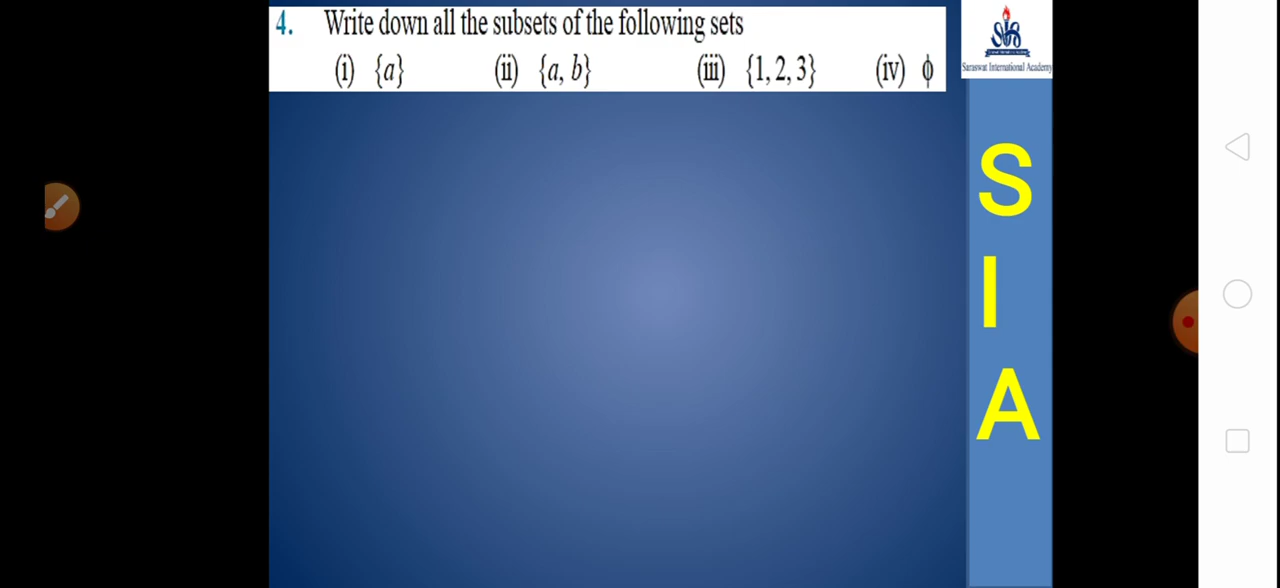 4. Write down all the subsets of the following sets
(i) {a} (ii) {a, b} (iii) {1, 2, 3} (iv) ϕ
SIA
Saraswat International Academy
S
I
A